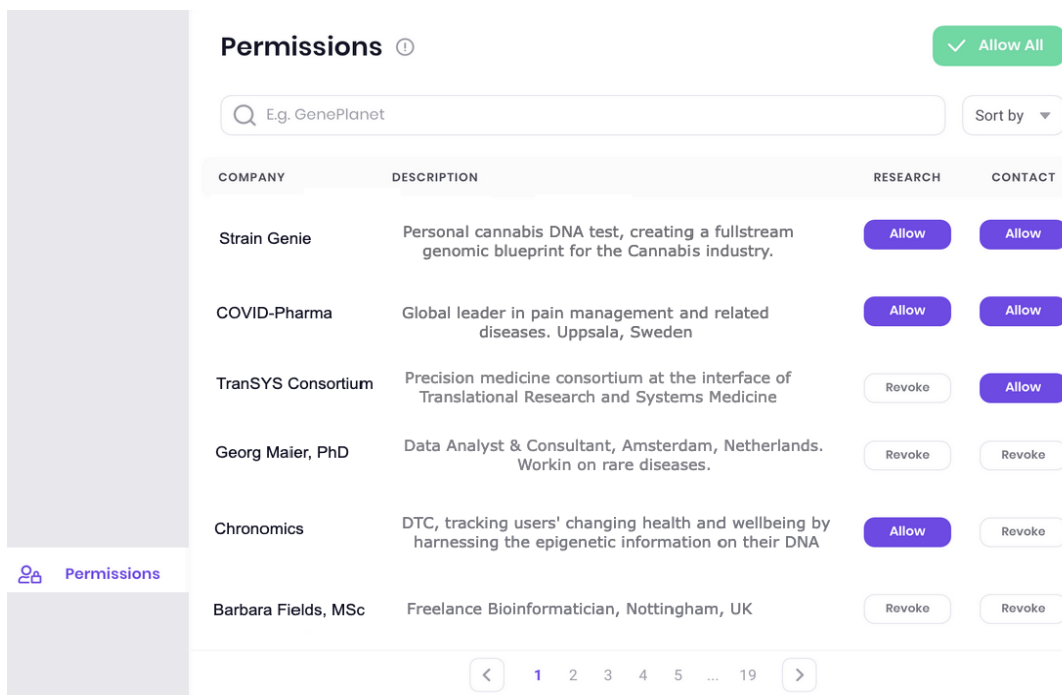 Permissions
Allow All
E.g. GenePlanet
Sort by
COMPANY DESCRIPTION RESEARCH CONTACT
Strain Genie
Personal cannabis DNA test, creating a fullstream
genomic blueprint for the Cannabis industry.
Allow Allow
COVID-Pharma
Global leader in pain management and related
diseases. Uppsala, Sweden
Allow Allow
TranSYS Consortium
Precision medicine consortium at the interface of
Translational Research and Systems Medicine
Revoke Allow
Georg Maier, PhD
Data Analyst & Consultant, Amsterdam, Netherlands.
Workin on rare diseases.
Revoke Revoke
Chronomics
DTC, tracking users' changing health and wellbeing by
harnessing the epigenetic information on their DNA
Allow Revoke
Permissions
Barbara Fields, MSc
Freelance Bioinformatician, Nottingham, UK
Revoke Revoke
< 1 2 3 4 5 ... 19 >